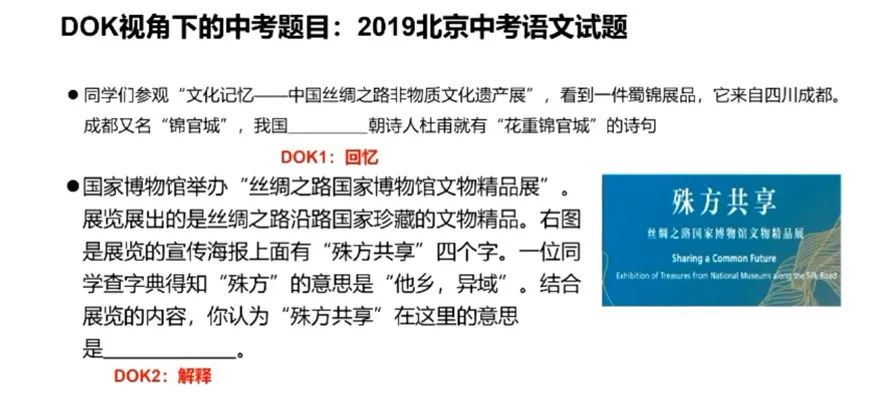 DOK视角下的中考题目：2019北京中考语文试题
● 同学们参观“文化记忆——中国丝绸之路非物质文化遗产展”，看到一件蜀锦展品，它来自四川成都。
成都又名“锦官城”，我国________朝诗人杜甫就有“花重锦官城”的诗句
DOK1：回忆
●国家博物馆举办“丝绸之路国家博物馆文物精品展”。
展览展出的是丝绸之路沿路国家珍藏的文物精品。右图
是展览的宣传海报上面有“殊方共享”四个字。一位同
学查字典得知“殊方”的意思是“他乡，异域”。结合
展览的内容，你认为“殊方共享”在这里的意思
是____________。
DOK2：解释
殊方共享
丝绸之路国家博物馆文物精品展
Sharing a Common Future
Exhibition of Treasures from National Museums along the Silk Road